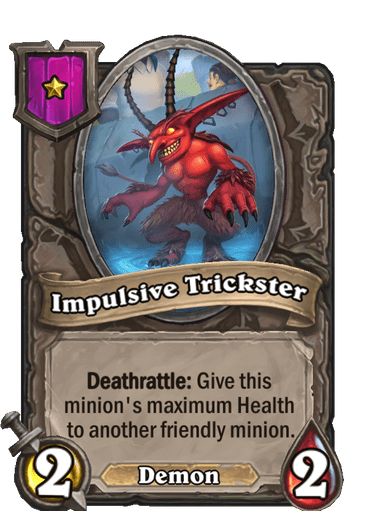 Impulsive Trickster
Deathrattle: Give this
minion's maximum Health
to another friendly minion.
2
Demon
2